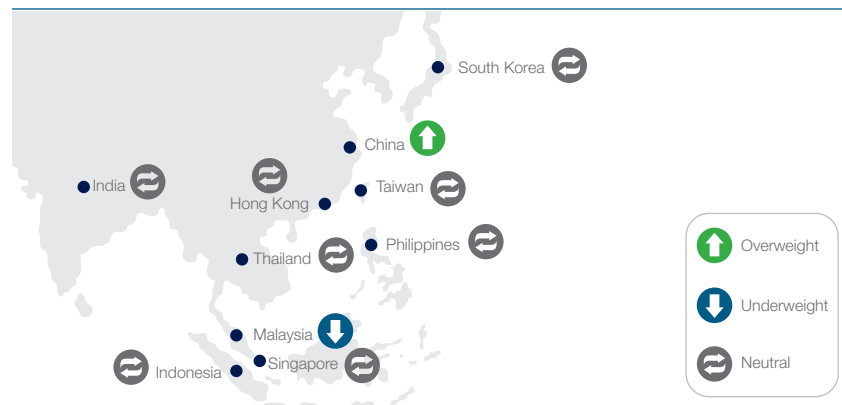 South Korea
China
India
Taiwan
Hong Kong
Philippines
Thailand
Malaysia
Singapore
Indonesia
Overweight
Underweight
Neutral